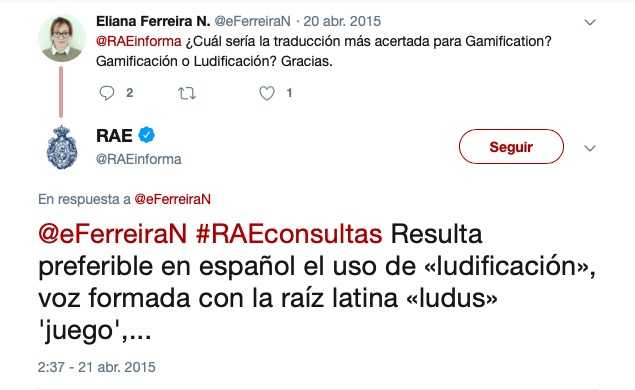 Eliana Ferreira N. @eFerreiraN · 20 abr. 2015
@RAEinforma ¿Cuál sería la traducción más acertada para Gamification?
Gamificación o Ludificación? Gracias.
2 1
RAE
@RAEinforma
Seguir
En respuesta a @eFerreiraN
@eFerreiraN #RAEconsultas Resulta
preferible en español el uso de «ludificación»,
voz formada con la raíz latina «ludus»
'juego',...
2:37 - 21 abr. 2015